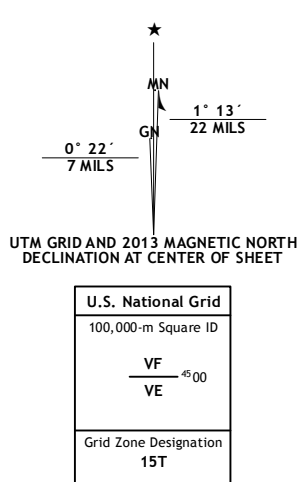 ★
MN
1° 13´
22 MILS
GN
0° 22´
7 MILS
UTM GRID AND 2013 MAGNETIC NORTH
DECLINATION AT CENTER OF SHEET
U.S. National Grid
100,000-m Square ID
VF
4500
VE
Grid Zone Designation
15T